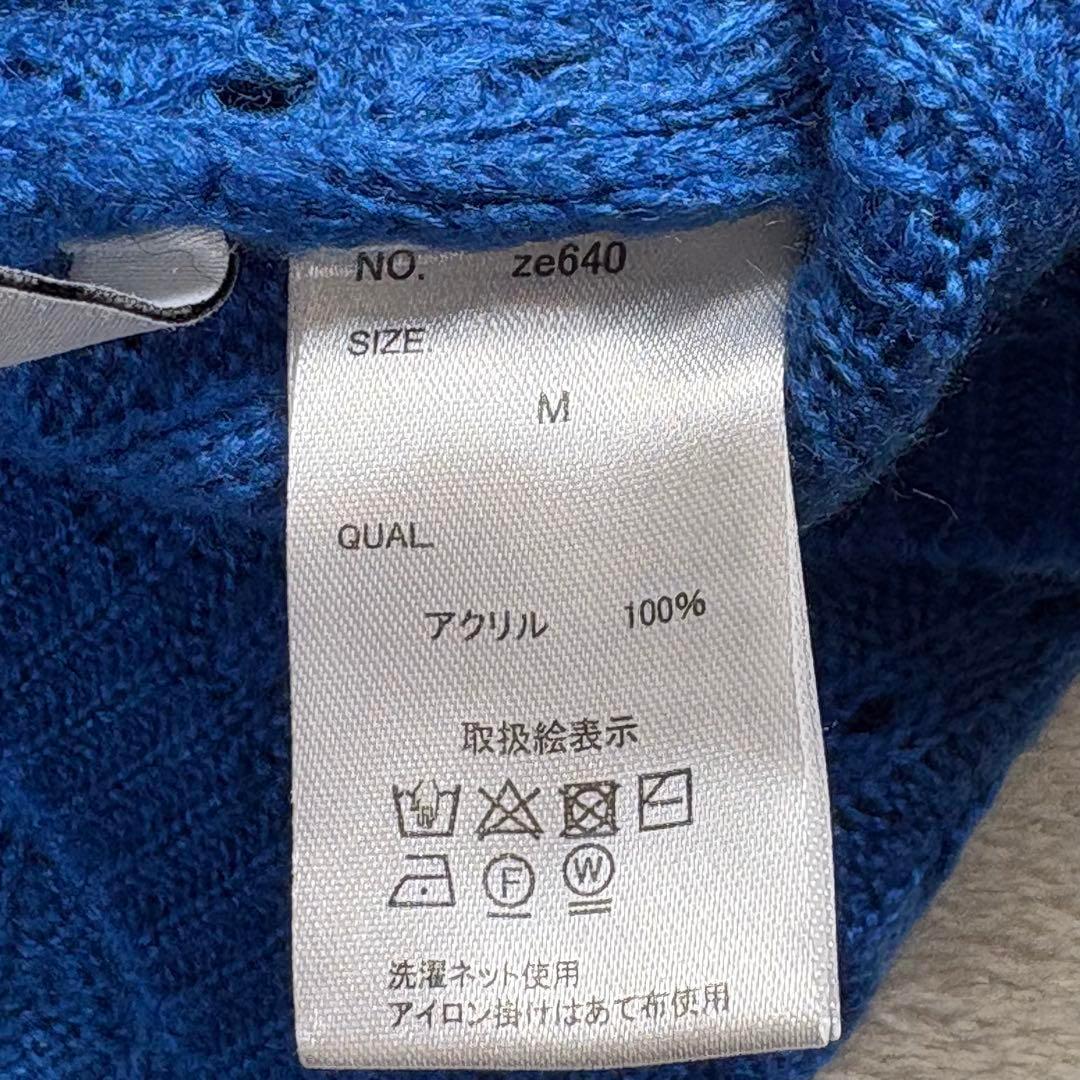 NO. ze640
SIZE
M
QUAL.
アクリル 100%
取扱絵表示
F W
洗濯ネット使用
アイロン掛けはあて布使用